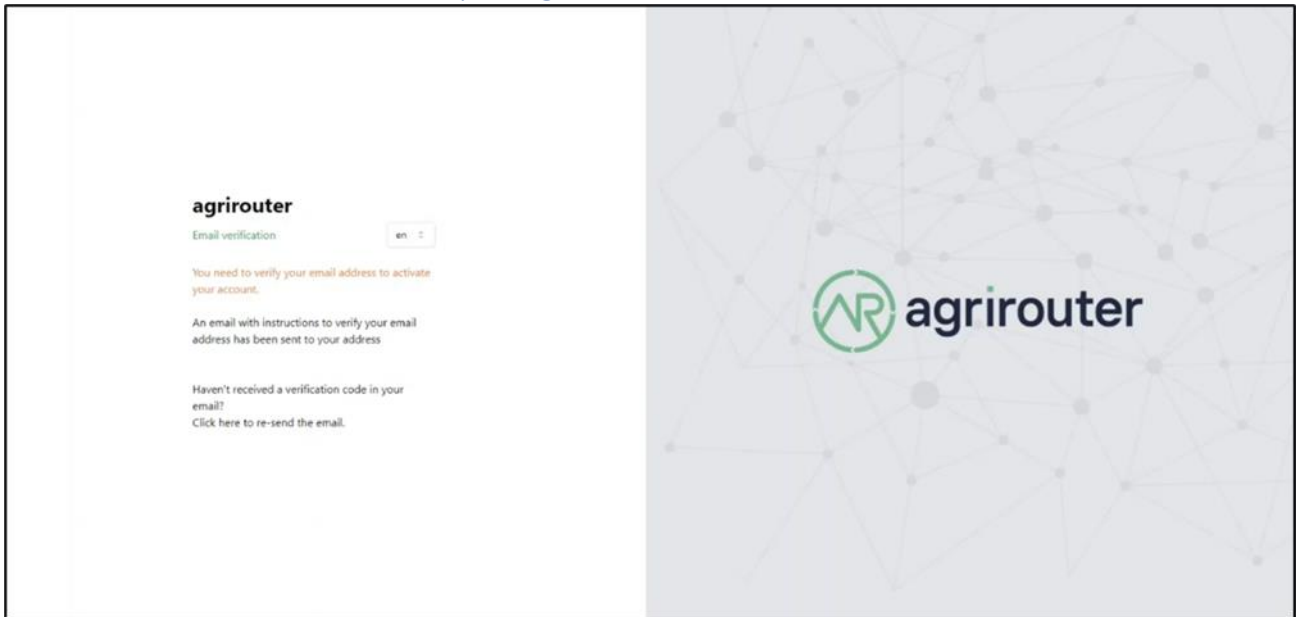 agrirouter
Email verification
en
You need to verify your email address to activate
your account.
An email with instructions to verify your email
address has been sent to your address
Haven't received a verification code in your
email?
Click here to re-send the email.
AR agrirouter